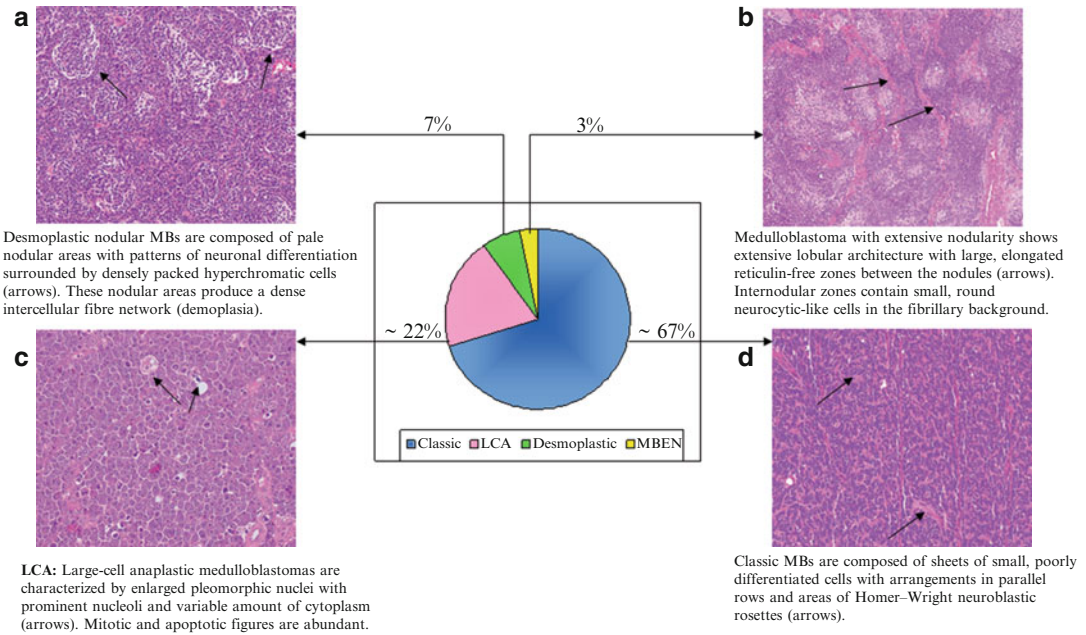 a
Desmoplastic nodular MBs are composed of pale
nodular areas with patterns of neuronal differentiation
surrounded by densely packed hyperchromatic cells
(arrows). These nodular areas produce a dense
intercellular fibre network (demoplasia).
b
Medulloblastoma with extensive nodularity shows
extensive lobular architecture with large, elongated
reticulin-free zones between the nodules (arrows).
Internodular zones contain small, round
neurocytic-like cells in the fibrillary background.
7%
3%
~ 22%
~ 67%
Classic LCA Desmoplastic MBEN
c
LCA: Large-cell anaplastic medulloblastomas are
characterized by enlarged pleomorphic nuclei with
prominent nucleoli and variable amount of cytoplasm
(arrows). Mitotic and apoptotic figures are abundant.
d
Classic MBs are composed of sheets of small, poorly
differentiated cells with arrangements in parallel
rows and areas of Homer–Wright neuroblastic
rosettes (arrows).